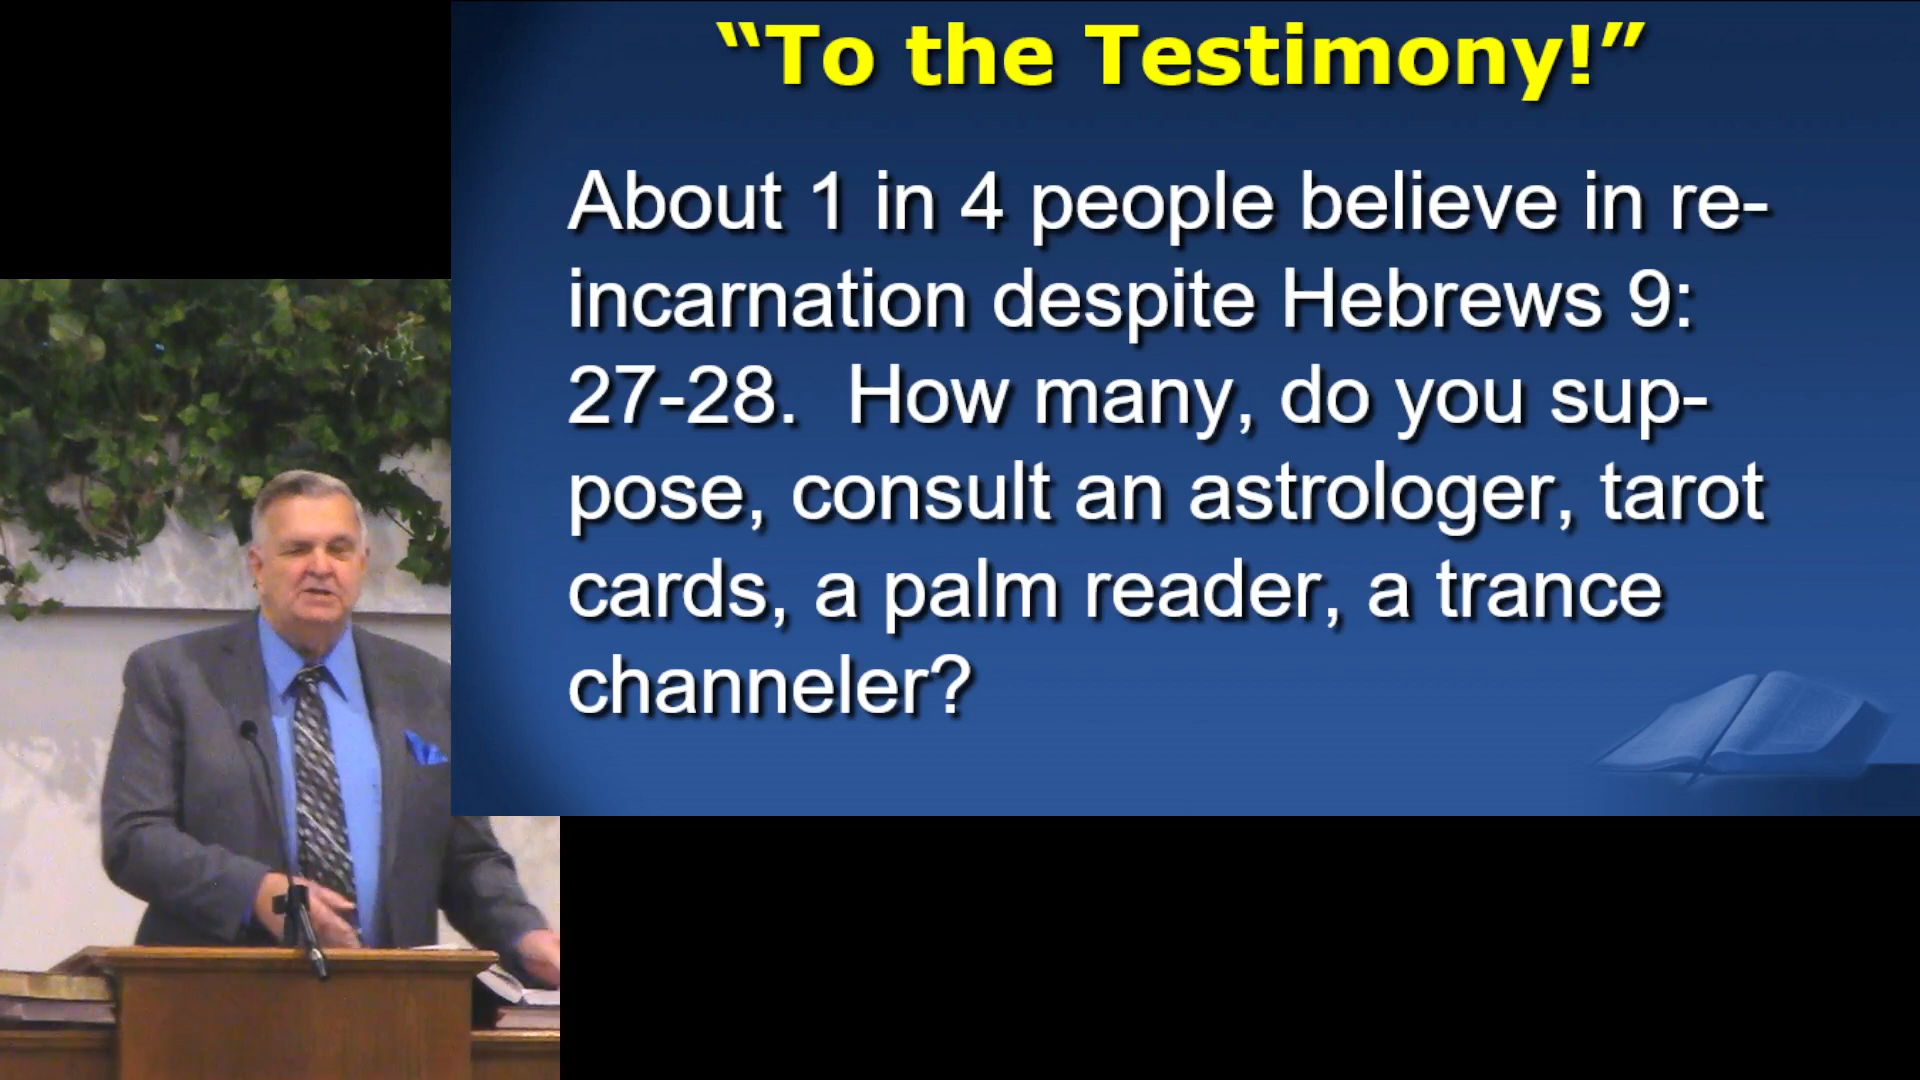 “To the Testimony!”
About 1 in 4 people believe in re-
incarnation despite Hebrews 9:
27-28.  How many, do you sup-
pose, consult an astrologer, tarot
cards, a palm reader, a trance
channeler?